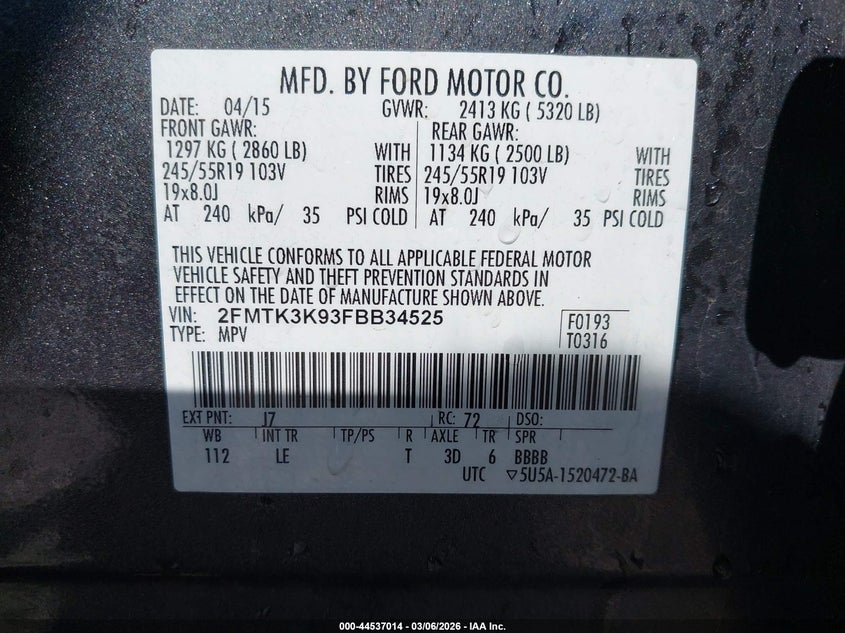 MFD. BY FORD MOTOR CO.
DATE: 04/15 GVWR: 2413 KG ( 5320 LB)
FRONT GAWR: REAR GAWR:
1297 KG ( 2860 LB) WITH 1134 KG ( 2500 LB) WITH
245/55R19 103V TIRES 245/55R19 103V TIRES
19x8.0J RIMS 19x8.0J RIMS
AT 240 kPa/ 35 PSI COLD AT 240 kPa/ 35 PSI COLD
THIS VEHICLE CONFORMS TO ALL APPLICABLE FEDERAL MOTOR
VEHICLE SAFETY AND THEFT PREVENTION STANDARDS IN
EFFECT ON THE DATE OF MANUFACTURE SHOWN ABOVE.
VIN: 2FMTK3K93FBB34525 F0193
TYPE: MPV T0316
EXT PNT: J7 RC: 72 DSO:
WB INT TR TP/PS R AXLE TR SPR
112 LE T 3D 6 BBBB
UTC ▽5U5A-1520472-BA
000-44537014 — 03/06/2026 — IAA Inc.